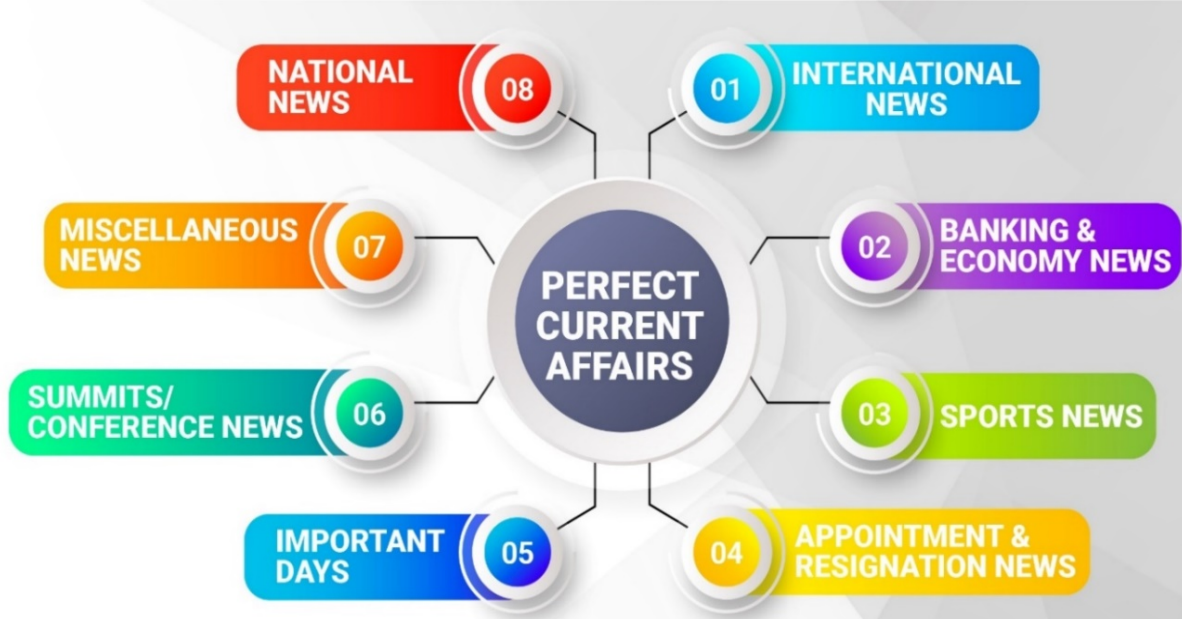 PERFECT
CURRENT
AFFAIRS
01
INTERNATIONAL
NEWS
02
BANKING &
ECONOMY NEWS
03
SPORTS NEWS
04
APPOINTMENT &
RESIGNATION NEWS
05
IMPORTANT
DAYS
06
SUMMITS/
CONFERENCE NEWS
07
MISCELLANEOUS
NEWS
08
NATIONAL
NEWS